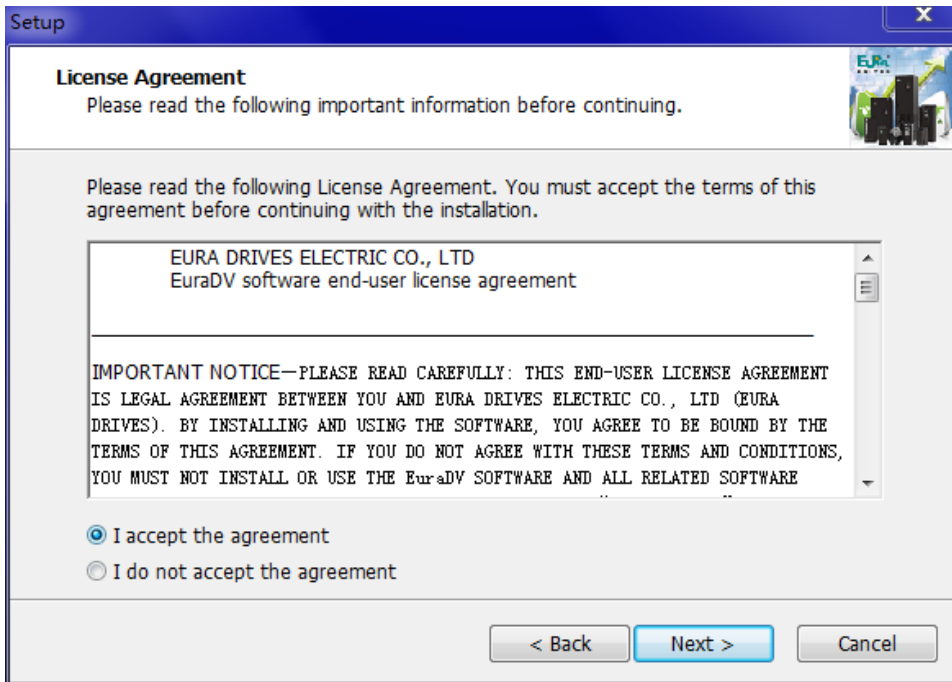 Setup
X
License Agreement
Please read the following important information before continuing.
EURA
Please read the following License Agreement. You must accept the terms of this
agreement before continuing with the installation.
EURA DRIVES ELECTRIC CO., LTD
EuraDV software end-user license agreement
IMPORTANT NOTICE—PLEASE READ CAREFULLY: THIS END-USER LICENSE AGREEMENT
IS LEGAL AGREEMENT BETWEEN YOU AND EURA DRIVES ELECTRIC CO., LTD (EURA
DRIVES). BY INSTALLING AND USING THE SOFTWARE, YOU AGREE TO BE BOUND BY THE
TERMS OF THIS AGREEMENT. IF YOU DO NOT AGREE WITH THESE TERMS AND CONDITIONS,
YOU MUST NOT INSTALL OR USE THE EuraDV SOFTWARE AND ALL RELATED SOFTWARE
I accept the agreement
I do not accept the agreement
< Back
Next >
Cancel